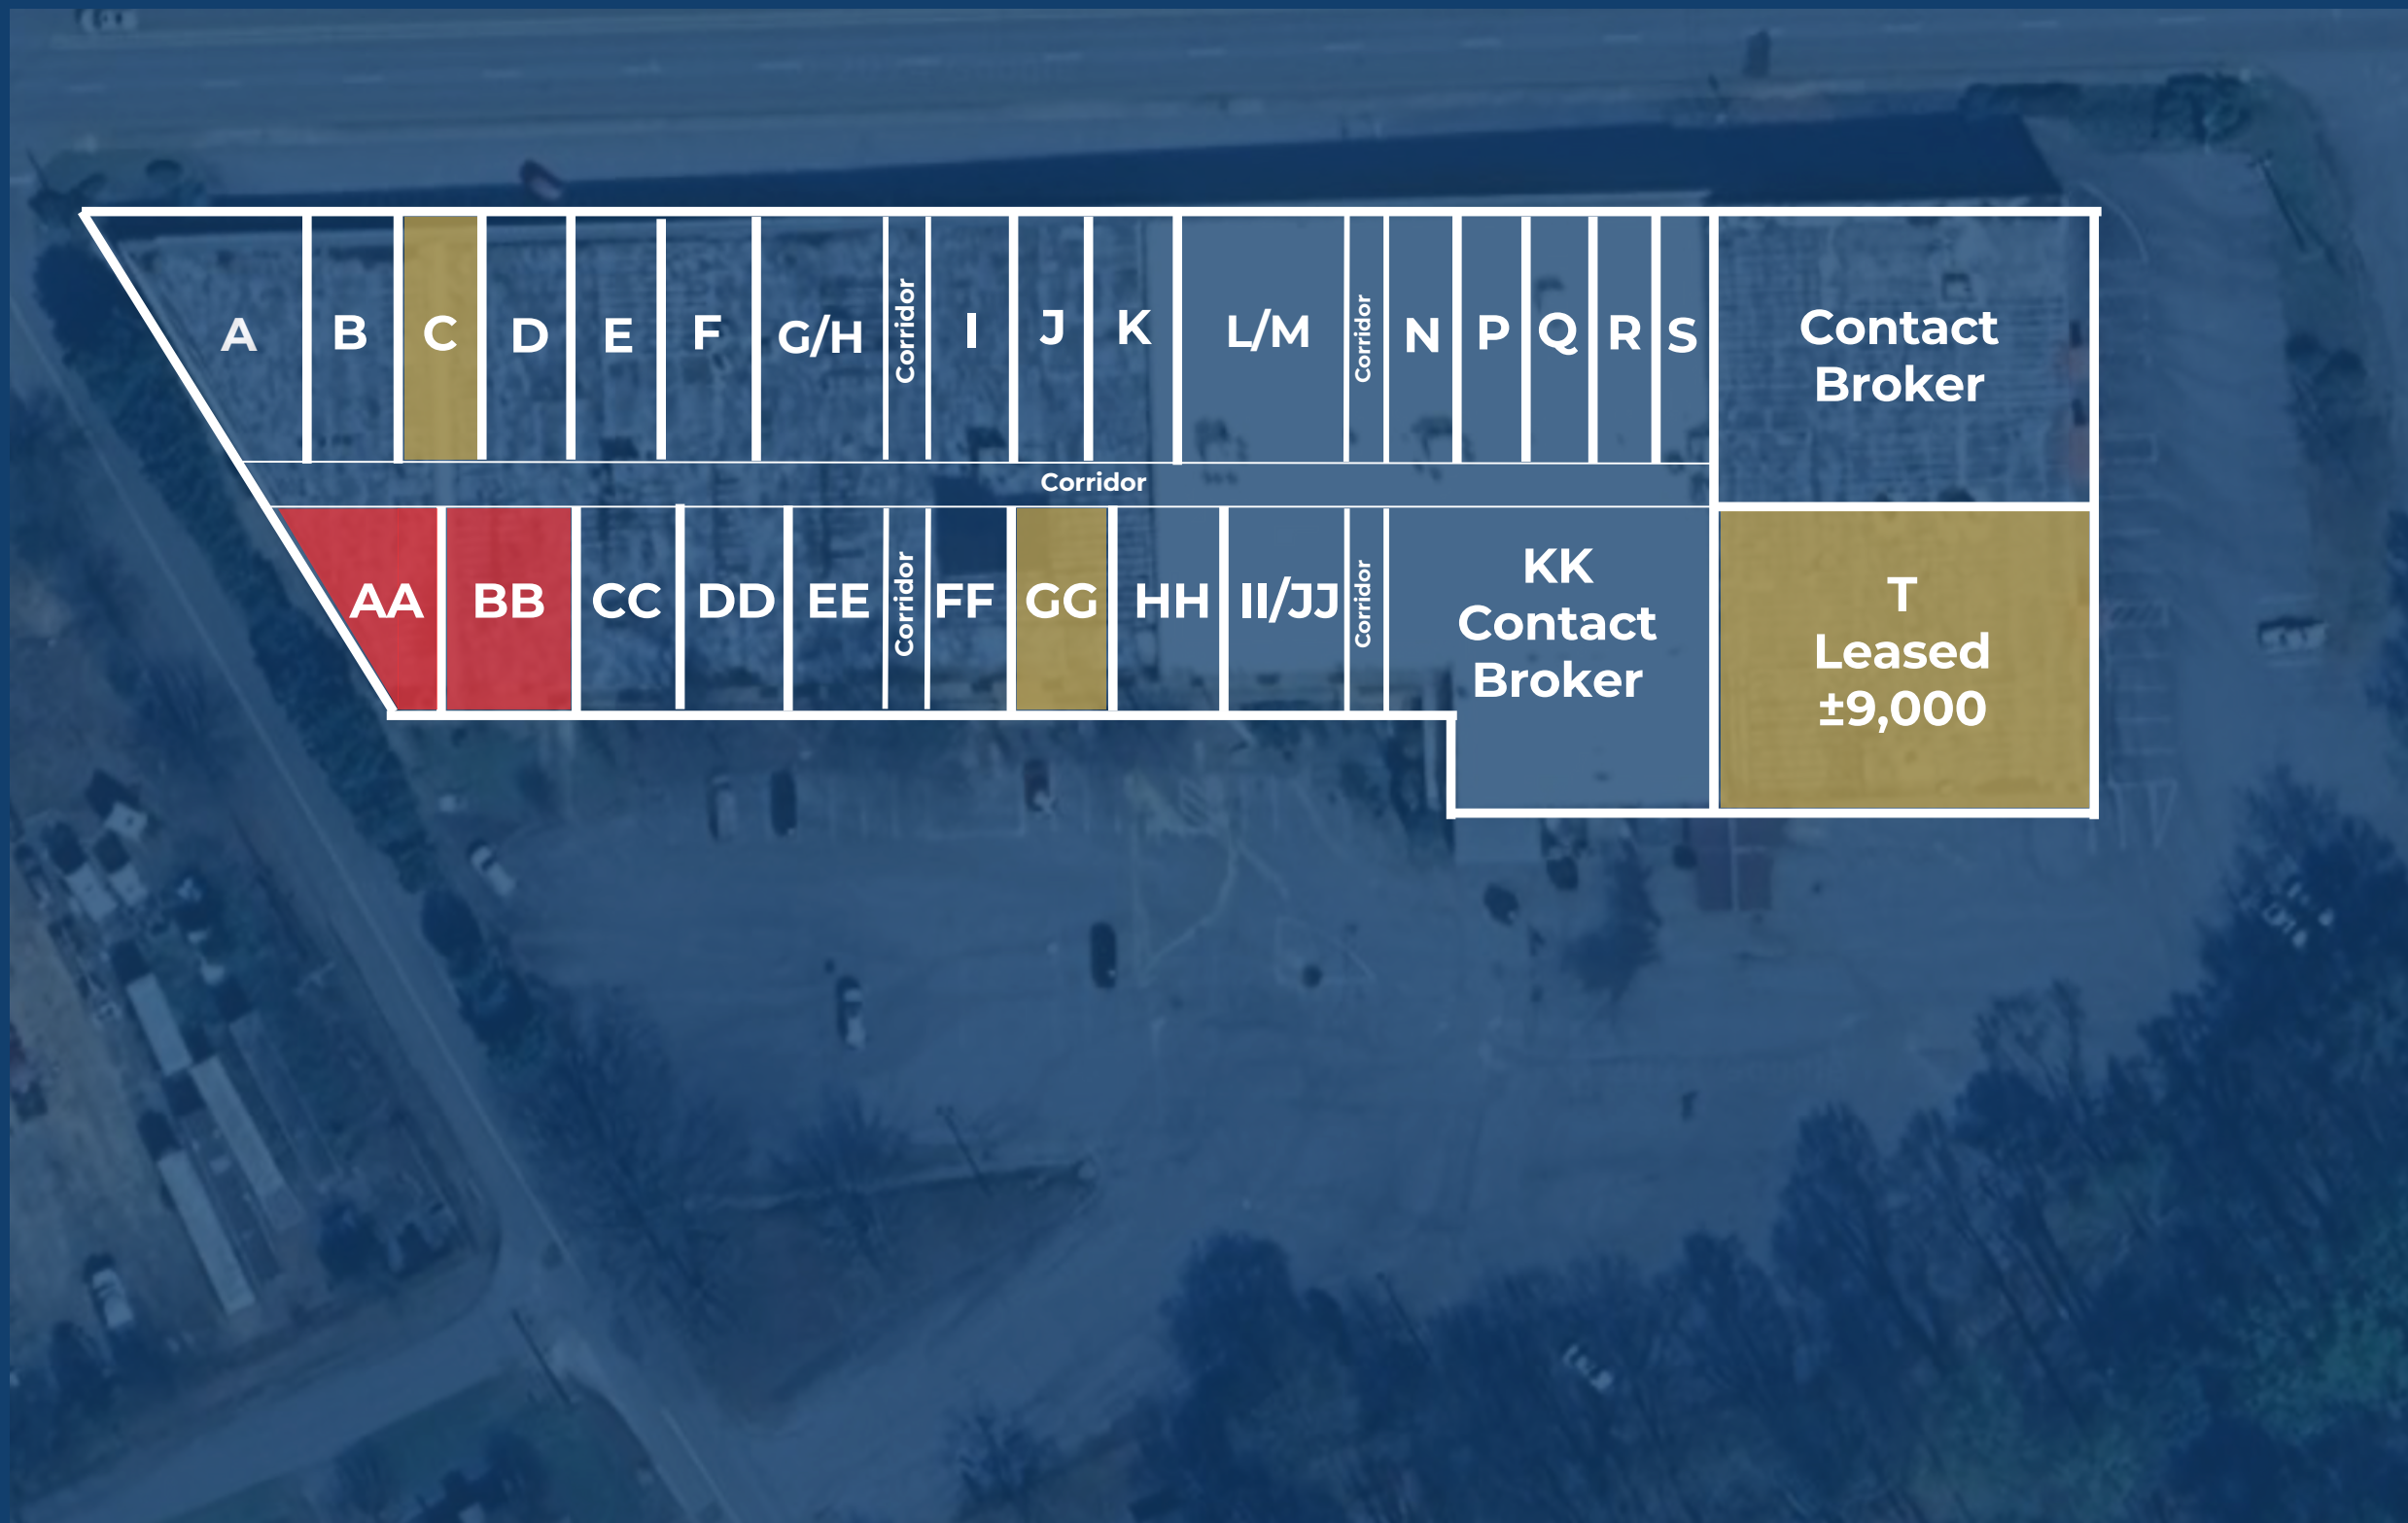 A
B
C
D
E
F
G/H
Corridor
I
J
K
L/M
Corridor
N
P
Q
R
S
Contact
Broker
Corridor
AA
BB
CC
DD
EE
Corridor
FF
GG
HH
II/JJ
Corridor
KK
Contact
Broker
T
Leased
±9,000